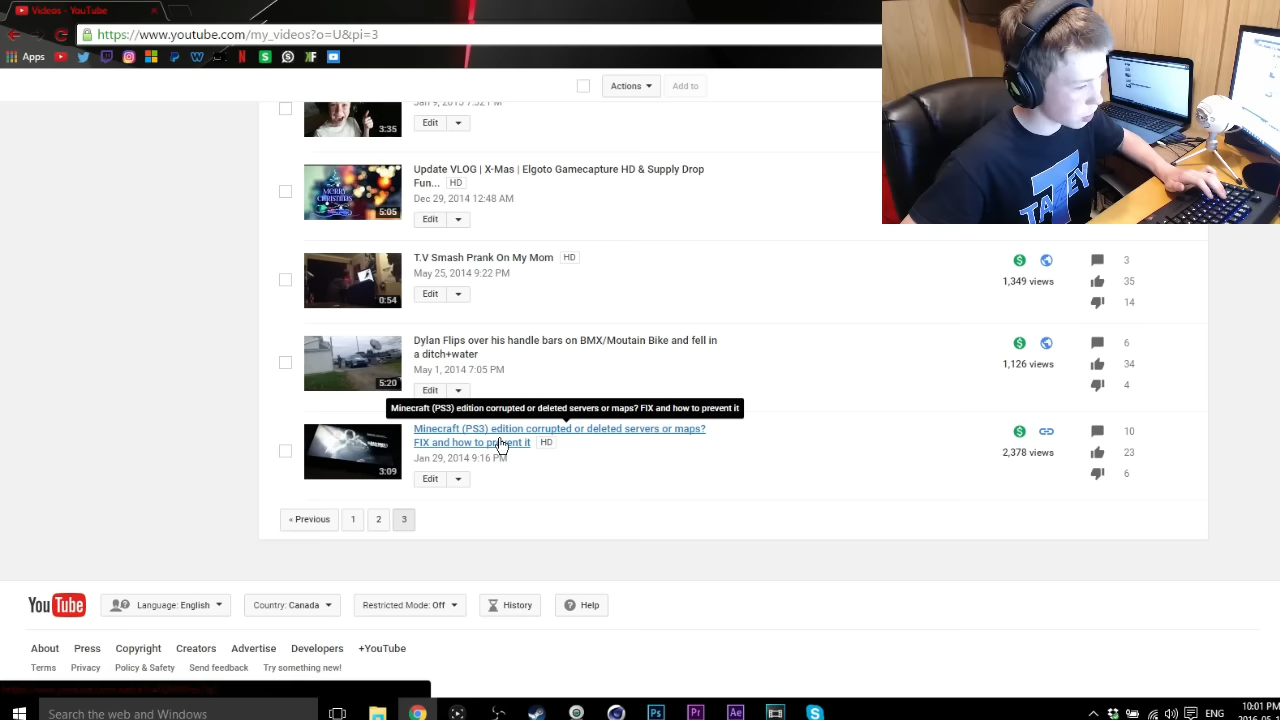 Videos - YouTube
https://www.youtube.com/my_videos?o=U&pi=3
Apps
Actions
Add to
3:35
Edit
MERRY CHRISTMAS
5:05
Update VLOG | X-Mas | Elgoto Gamecapture HD & Supply Drop
Fun... HD
Dec 29, 2014 12:48 AM
Edit
0:54
T.V Smash Prank On My Mom HD
May 25, 2014 9:22 PM
Edit
1,349 views
3
35
14
5:20
Dylan Flips over his handle bars on BMX/Moutain Bike and fell in
a ditch+water
May 1, 2014 7:05 PM
Edit
1,126 views
6
34
4
Minecraft (PS3) edition corrupted or deleted servers or maps? FIX and how to prevent it
3:09
Minecraft (PS3) edition corrupted or deleted servers or maps?
FIX and how to prevent it HD
Jan 29, 2014 9:16 PM
Edit
2,378 views
10
23
6
« Previous 1 2 3
YouTube
Language: English
Country: Canada
Restricted Mode: Off
History
Help
About Press Copyright Creators Advertise Developers +YouTube
Terms Privacy Policy & Safety Send feedback Try something new!
Search the web and Windows
Ps Pr Ae
ENG
10:01 PM